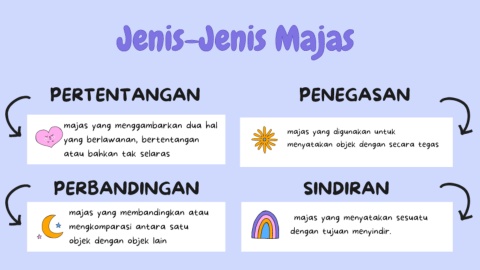 Jenis-Jenis Majas
PERTENTANGAN
majas yang menggambarkan dua hal
yang berlawanan, bertentangan
atau bahkan tak selaras
PENEGASAN
majas yang digunakan untuk
menyatakan objek dengan secara tegas
PERBANDINGAN
majas yang membandingkan atau
mengkomparasi antara satu
objek dengan objek lain
SINDIRAN
majas yang menyatakan sesuatu
dengan tujuan menyindir.